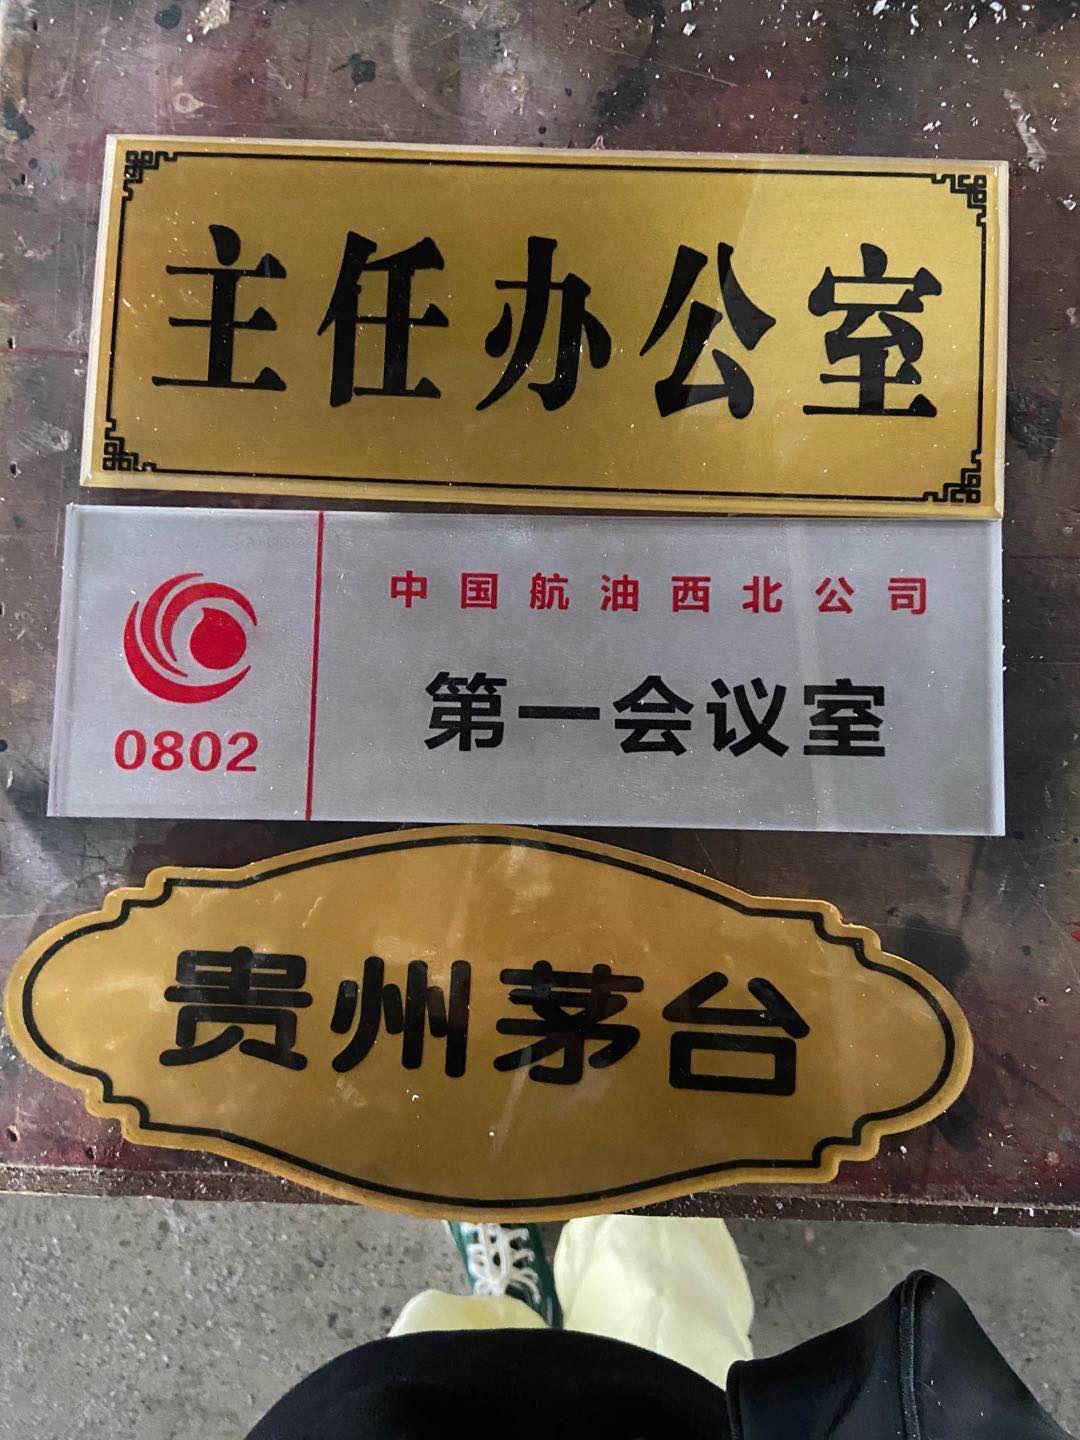 主任办公室
中国航油西北公司
第一会议室
0802
贵州茅台